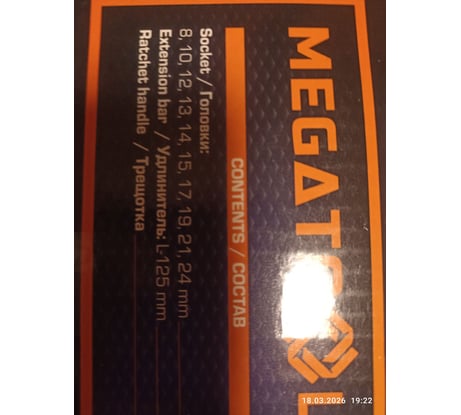 MEGATOOL
CONTENTS / СОСТАВ
Socket / Головки:
8, 10, 12, 13, 14, 15, 17, 19, 21, 24 mm
Extension bar / Удлинитель: L-125 mm
Ratchet handle / Трещотка
18.03.2026 19:22